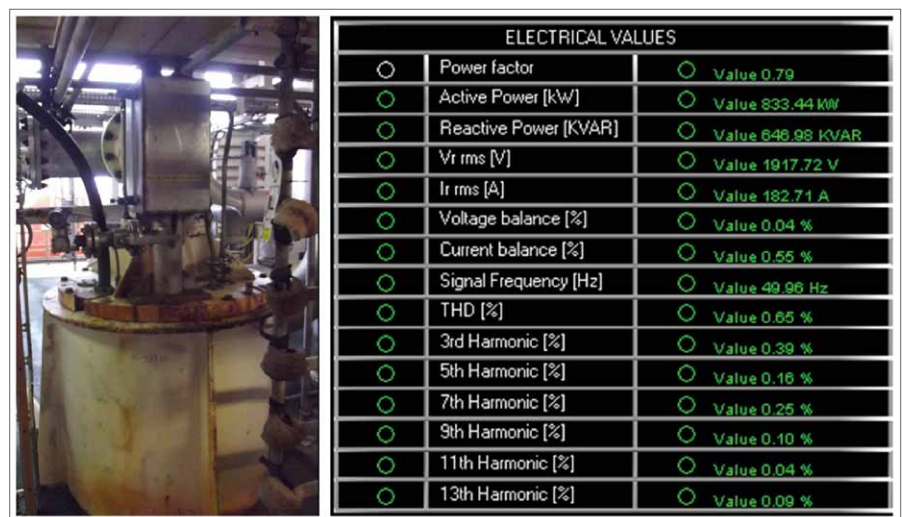 ELECTRICAL VALUES
Power factor Value 0.79
Active Power [kW] Value 833.44 kW
Reactive Power [KVAR] Value 646.98 KVAR
Vr rms [V] Value 1917.72 V
Ir rms [A] Value 182.71 A
Voltage balance [%] Value 0.04 %
Current balance [%] Value 0.55 %
Signal Frequency [Hz] Value 49.96 Hz
THD [%] Value 0.65 %
3rd Harmonic [%] Value 0.39 %
5th Harmonic [%] Value 0.16 %
7th Harmonic [%] Value 0.25 %
9th Harmonic [%] Value 0.10 %
11th Harmonic [%] Value 0.04 %
13th Harmonic [%] Value 0.09 %